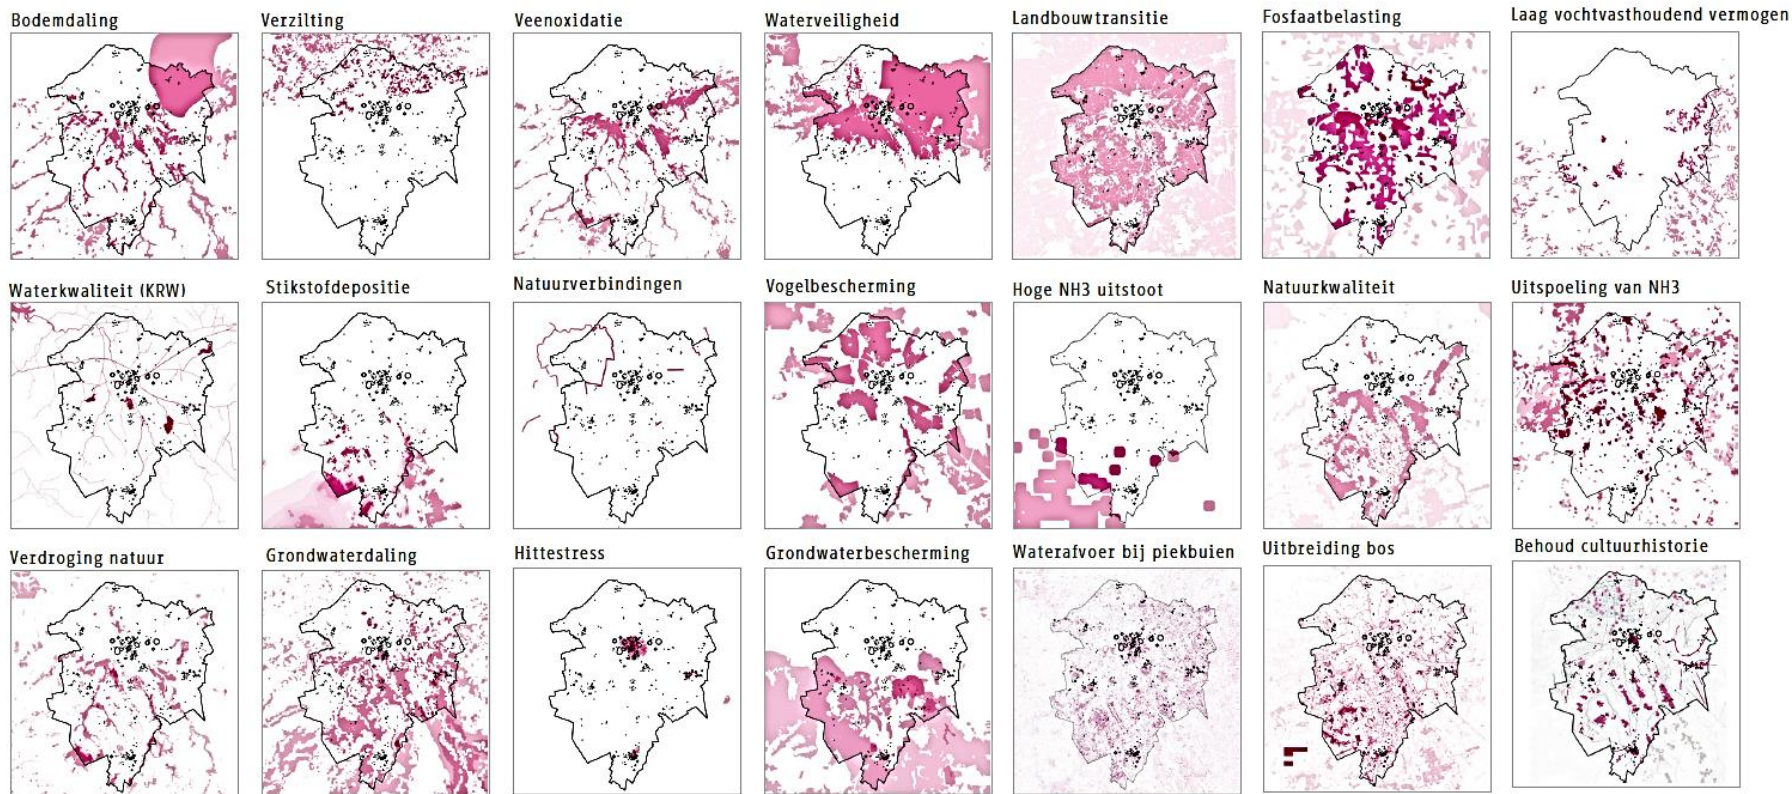 Bodemdaling
Verzilting
Veenoxidatie
Waterveiligheid
Landbouwtransitie
Fosfaatbelasting
Laag vochtvasthoudend vermogen
Waterkwaliteit (KRW)
Stikstofdepositie
Natuurverbindingen
Vogelbescherming
Hoge NH3 uitstoot
Natuurkwaliteit
Uitspoeling van NH3
Verdroging natuur
Grondwaterdaling
Hittestress
Grondwaterbescherming
Waterafvoer bij piekbuien
Uitbreiding bos
Behoud cultuurhistorie